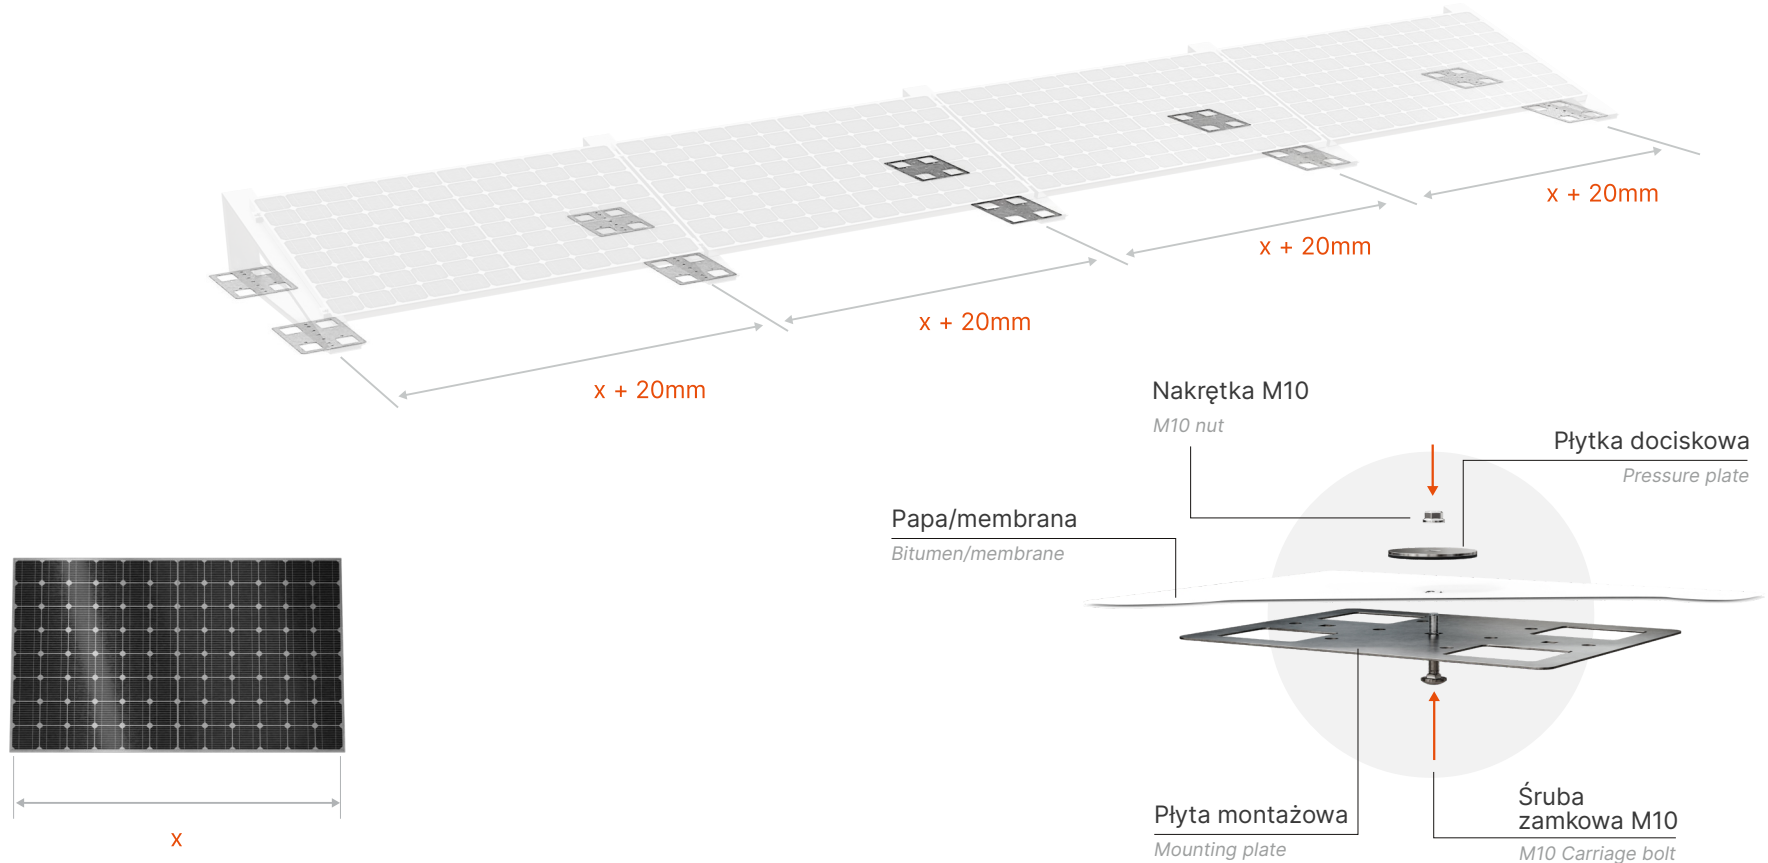 x + 20mm
x + 20mm
x + 20mm
x + 20mm
Nakrętka M10
M10 nut
Płytka dociskowa
Pressure plate
Papa/membrana
Bitumen/membrane
x
Płyta montażowa
Mounting plate
Śruba
zamkowa M10
M10 Carriage bolt